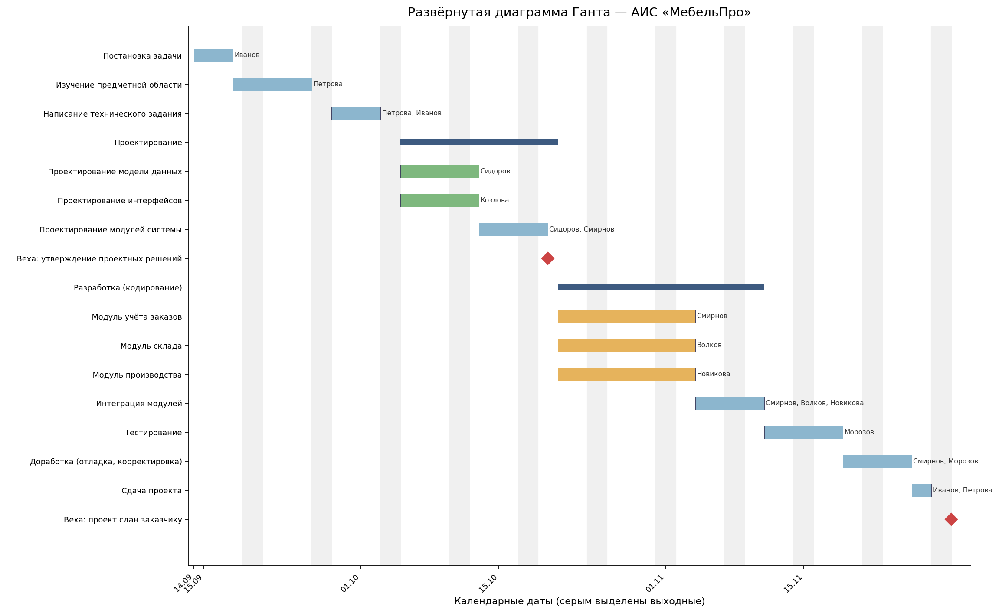 Развёрнутая диаграмма Ганта — АИС «МебельПро»
Постановка задачи
Иванов
Изучение предметной области
Петрова
Написание технического задания
Петрова, Иванов
Проектирование
Проектирование модели данных
Сидоров
Проектирование интерфейсов
Козлова
Проектирование модулей системы
Сидоров, Смирнов
Веха: утверждение проектных решений
Разработка (кодирование)
Модуль учёта заказов
Смирнов
Модуль склада
Волков
Модуль производства
Новикова
Интеграция модулей
Смирнов, Волков, Новикова
Тестирование
Морозов
Доработка (отладка, корректировка)
Смирнов, Морозов
Сдача проекта
Иванов, Петрова
Веха: проект сдан заказчику
14.09
15.09
01.10
15.10
01.11
15.11
Календарные даты (серым выделены выходные)